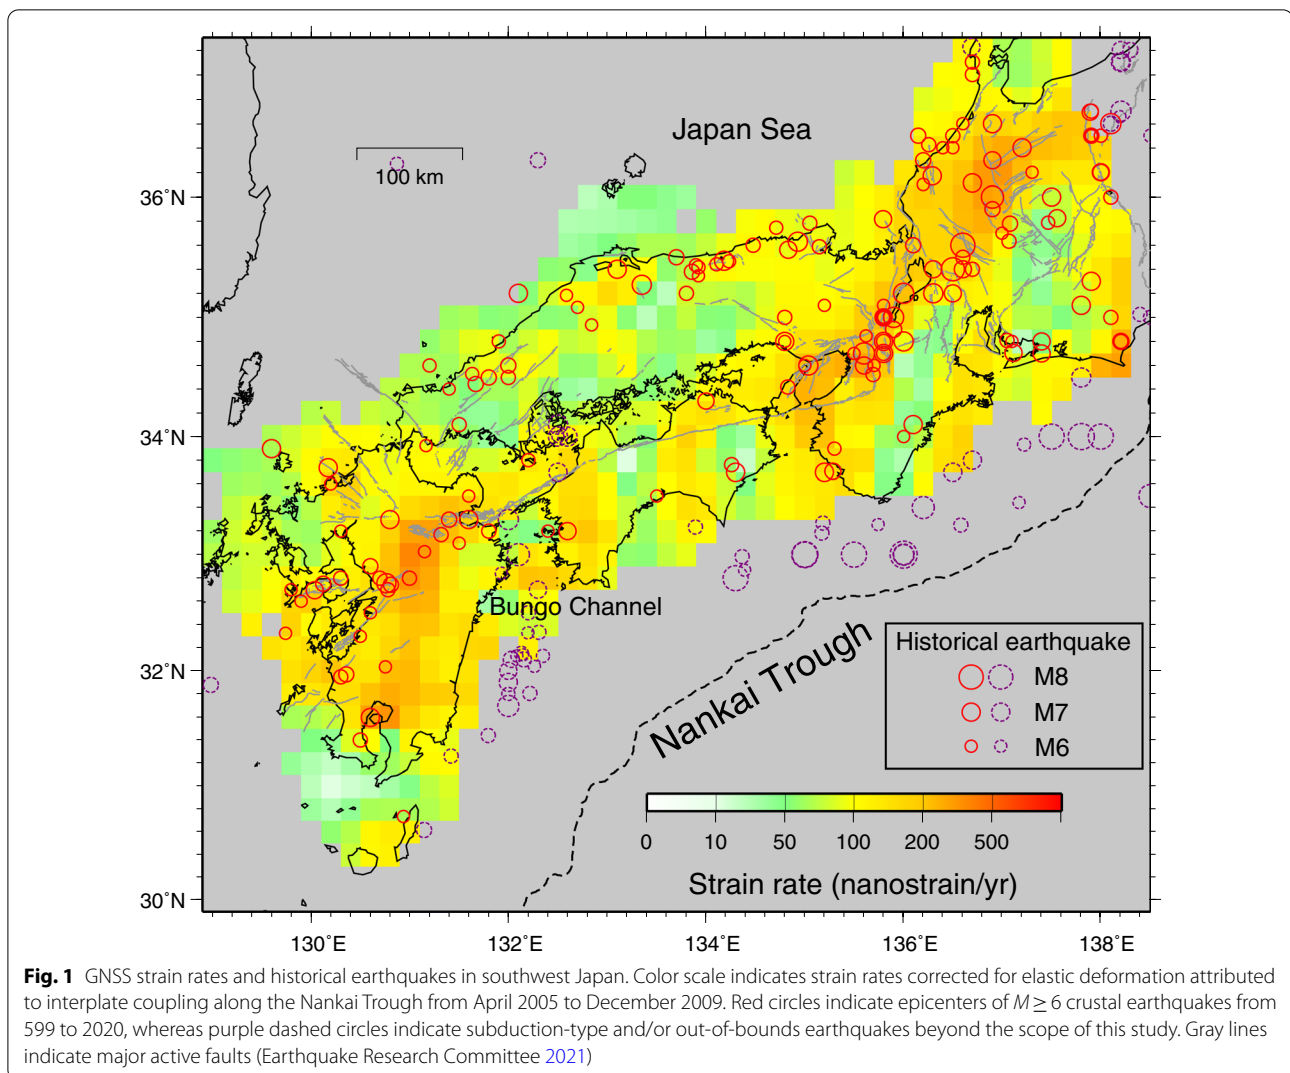 Japan Sea
100 km
36°N
34°N
32°N
30°N
Bungo Channel
Nankai Trough
Historical earthquake
M8
M7
M6
0 10 50 100 200 500
Strain rate (nanostrain/yr)
130˚E 132˚E 134˚E 136˚E 138˚E
Fig. 1 GNSS strain rates and historical earthquakes in southwest Japan. Color scale indicates strain rates corrected for elastic deformation attributed
to interplate coupling along the Nankai Trough from April 2005 to December 2009. Red circles indicate epicenters of M ≥ 6 crustal earthquakes from
599 to 2020, whereas purple dashed circles indicate subduction-type and/or out-of-bounds earthquakes beyond the scope of this study. Gray lines
indicate major active faults (Earthquake Research Committee 2021)